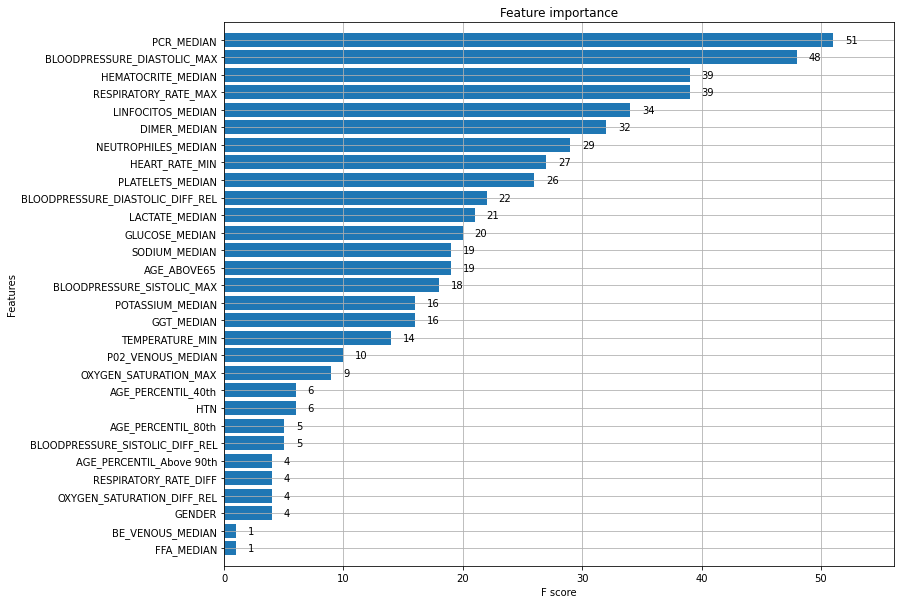 Feature importance
Features
PCR_MEDIAN 51
BLOODPRESSURE_DIASTOLIC_MAX 48
HEMATOCRITE_MEDIAN 39
RESPIRATORY_RATE_MAX 39
LINFOCITOS_MEDIAN 34
DIMER_MEDIAN 32
NEUTROPHILES_MEDIAN 29
HEART_RATE_MIN 27
PLATELETS_MEDIAN 26
BLOODPRESSURE_DIASTOLIC_DIFF_REL 22
LACTATE_MEDIAN 21
GLUCOSE_MEDIAN 20
SODIUM_MEDIAN 19
AGE_ABOVE65 19
BLOODPRESSURE_SISTOLIC_MAX 18
POTASSIUM_MEDIAN 16
GGT_MEDIAN 16
TEMPERATURE_MIN 14
P02_VENOUS_MEDIAN 10
OXYGEN_SATURATION_MAX 9
AGE_PERCENTIL_40th 6
HTN 6
AGE_PERCENTIL_80th 5
BLOODPRESSURE_SISTOLIC_DIFF_REL 5
AGE_PERCENTIL_Above 90th 4
RESPIRATORY_RATE_DIFF 4
OXYGEN_SATURATION_DIFF_REL 4
GENDER 4
BE_VENOUS_MEDIAN 1
FFA_MEDIAN 1
0 10 20 30 40 50
F score